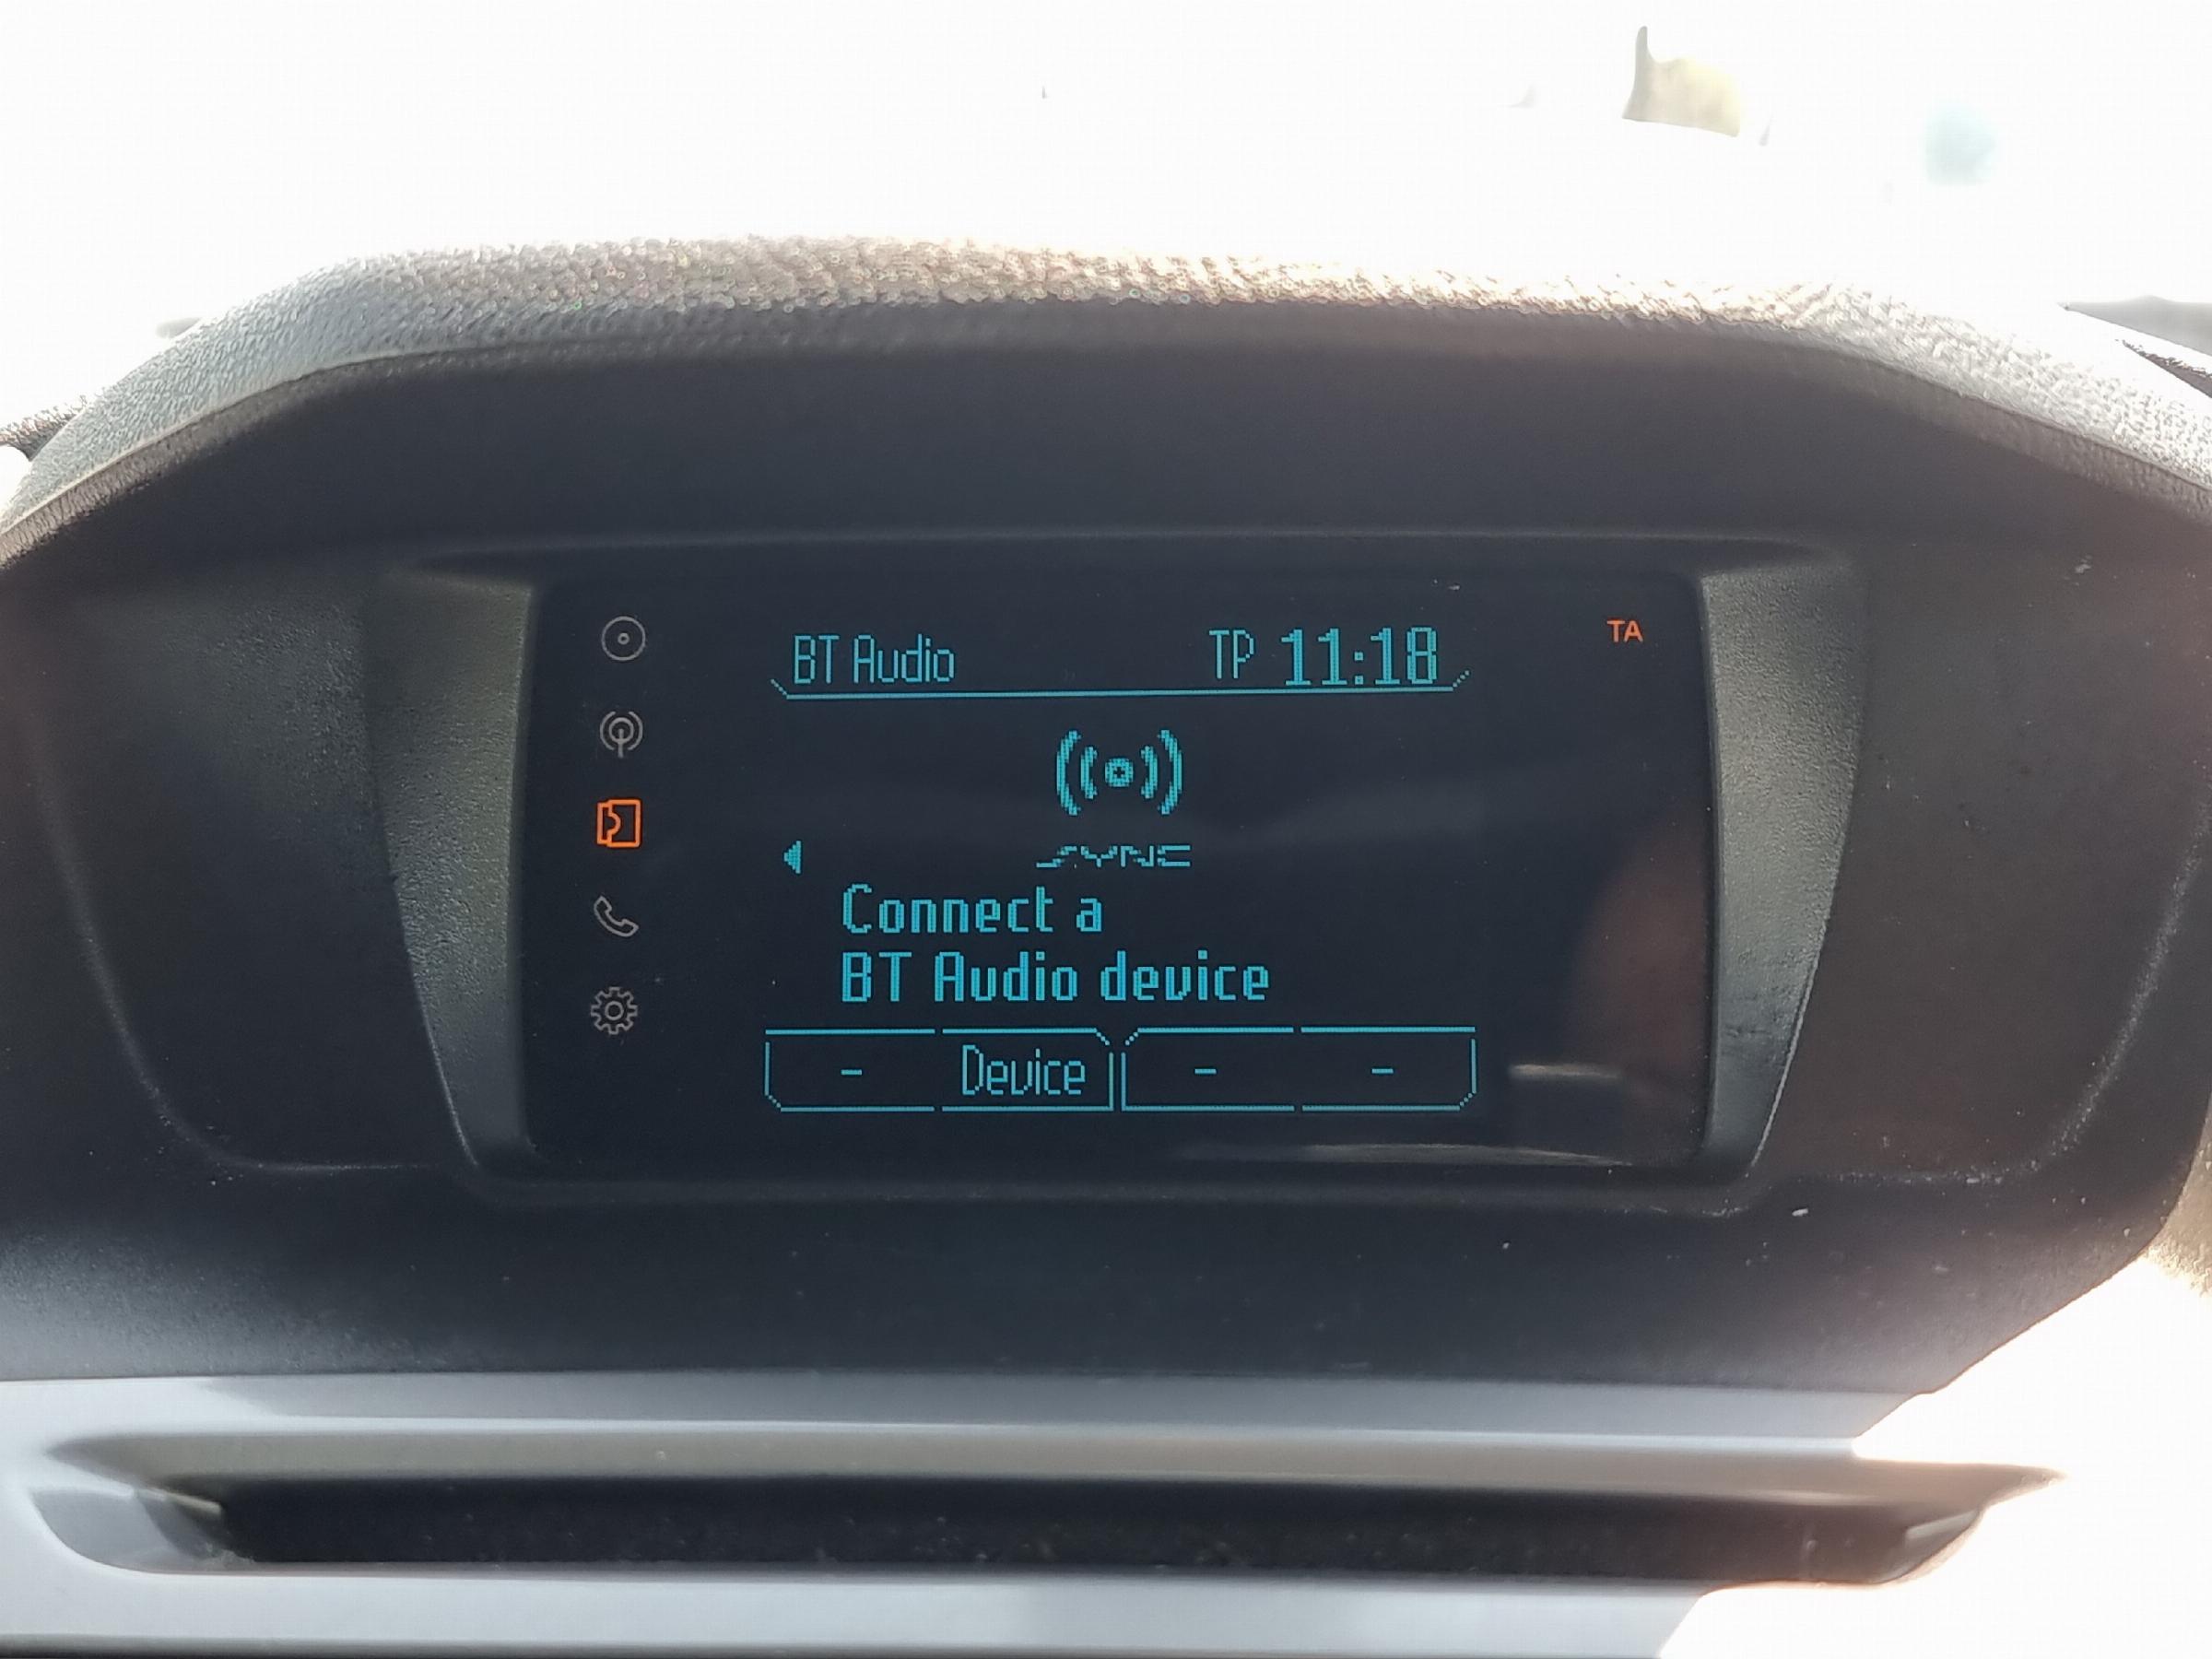 BT Audio TP 11:18 TA
SYNC
Connect a
BT Audio device
- Device - -